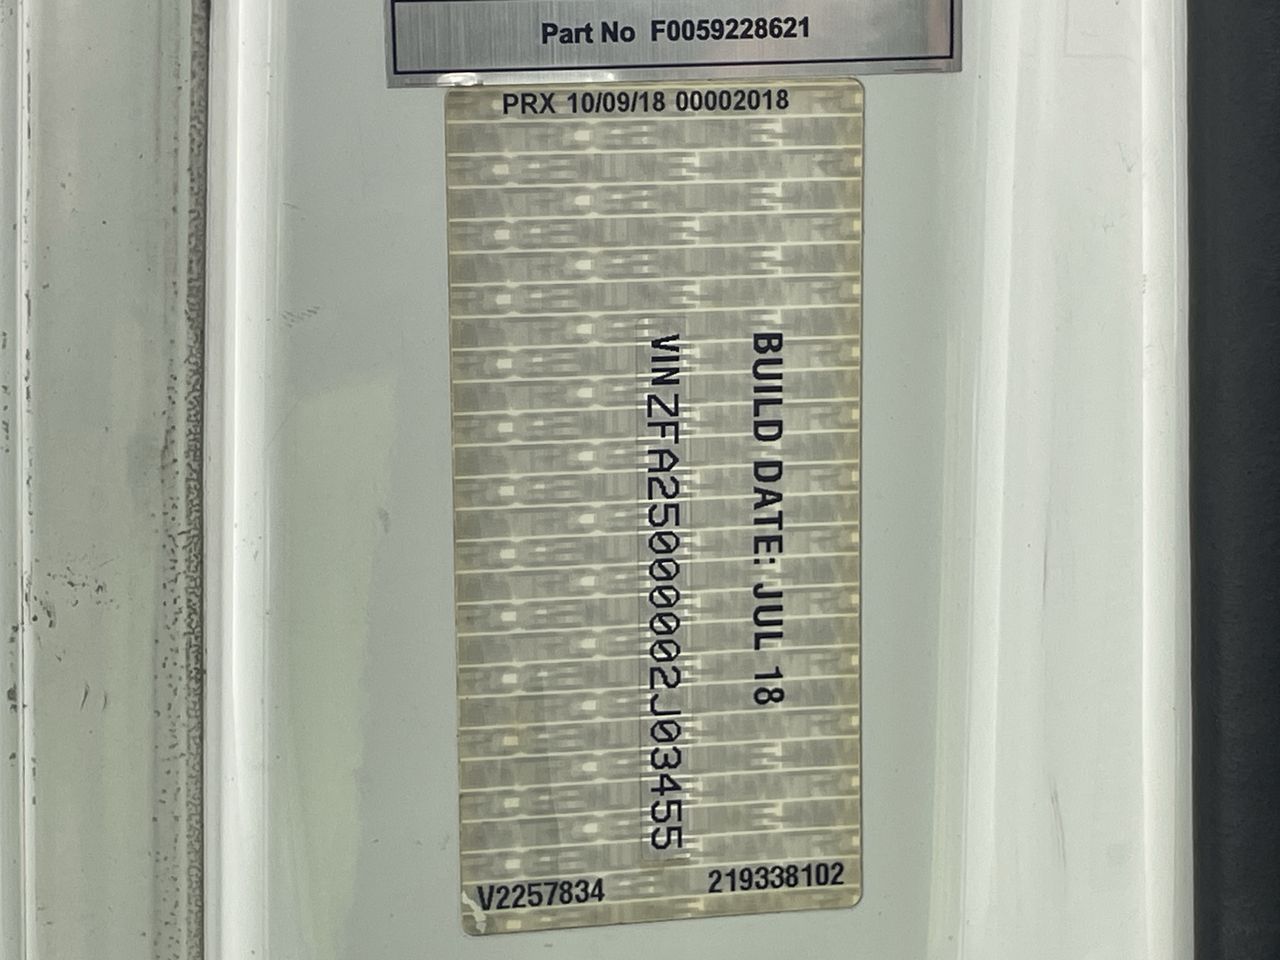 Part No F0059228621
PRX 10/09/18 00002018
BUILD DATE: JUL 18
VIN ZFA25000002J03455
V2257834 219338102